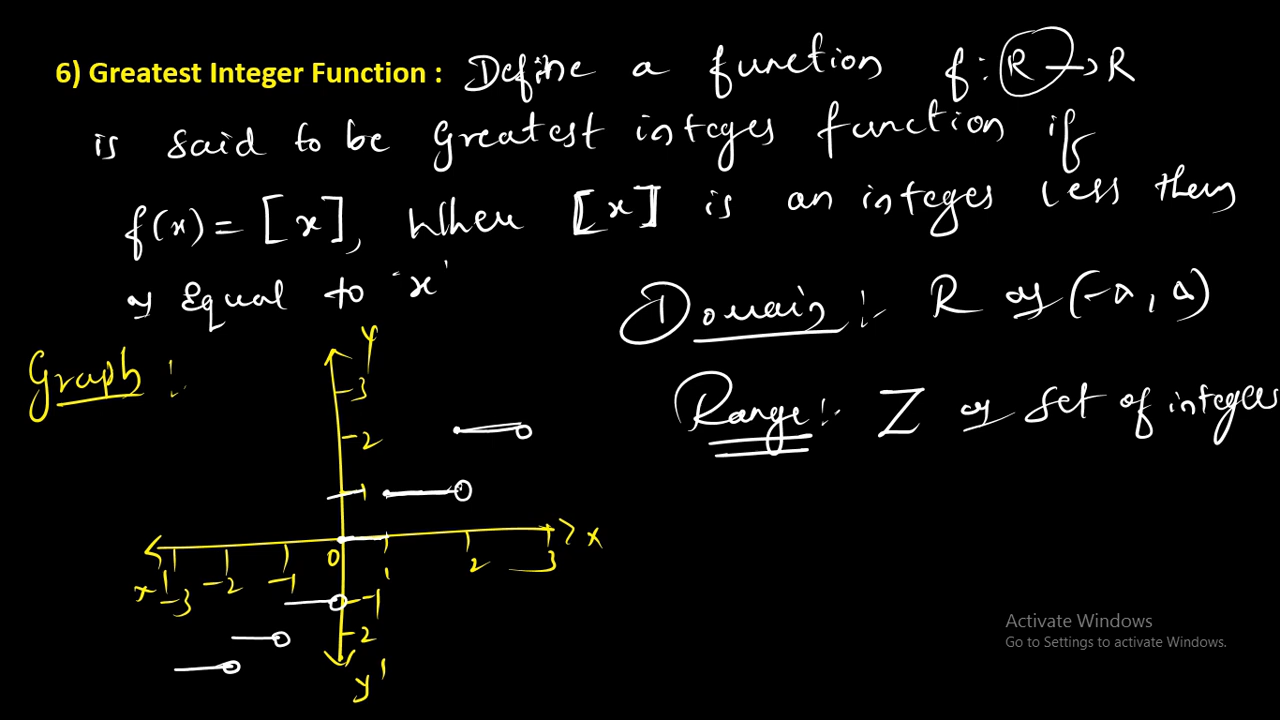 6) Greatest Integer Function : Define a function f: R → R
is said to be Greatest integer function if
f(x) = [x], When [x] is an integer less then
or Equal to 'x'
Domain :- R or (-∞, ∞)
Range :- Z or Set of integers
Graph :-
Y
3
2
1
0
x
x'
-3
-2
-1
1
2
3
-1
-2
y'
Activate Windows
Go to Settings to activate Windows.